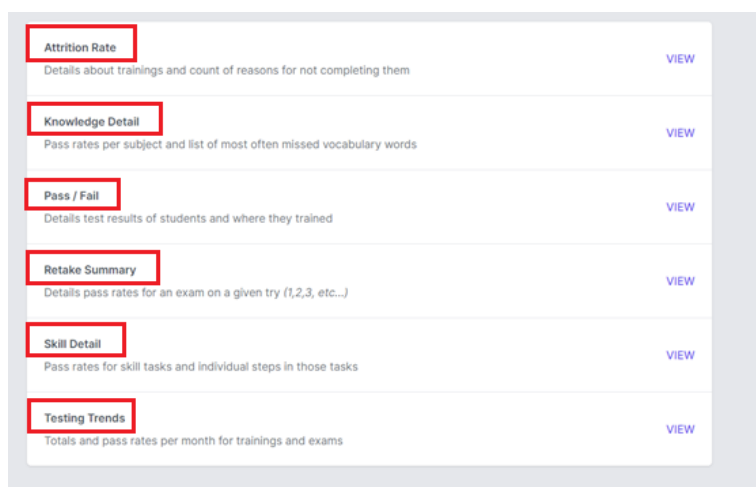 Attrition Rate
Details about trainings and count of reasons for not completing them
VIEW
Knowledge Detail
Pass rates per subject and list of most often missed vocabulary words
VIEW
Pass / Fail
Details test results of students and where they trained
VIEW
Retake Summary
Details pass rates for an exam on a given try (1,2,3, etc...)
VIEW
Skill Detail
Pass rates for skill tasks and individual steps in those tasks
VIEW
Testing Trends
Totals and pass rates per month for trainings and exams
VIEW